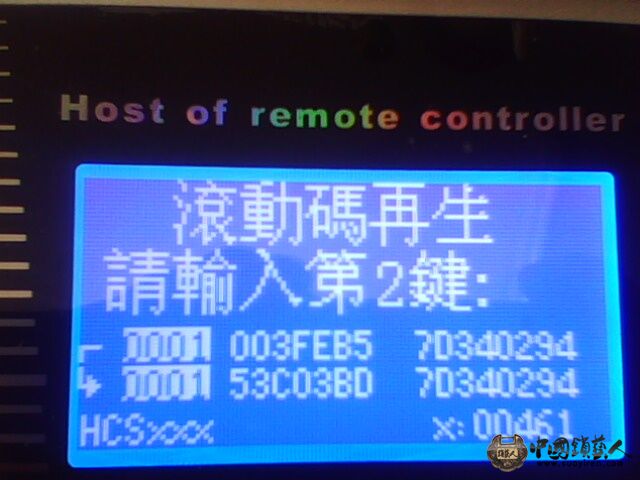 Host of remote controller
滾動碼再生
請輸入第2鍵:
0001 003FEB5 7D340294
0001 53C03BD 7D340294
HCSxxx x:00461
中國鎖藝人